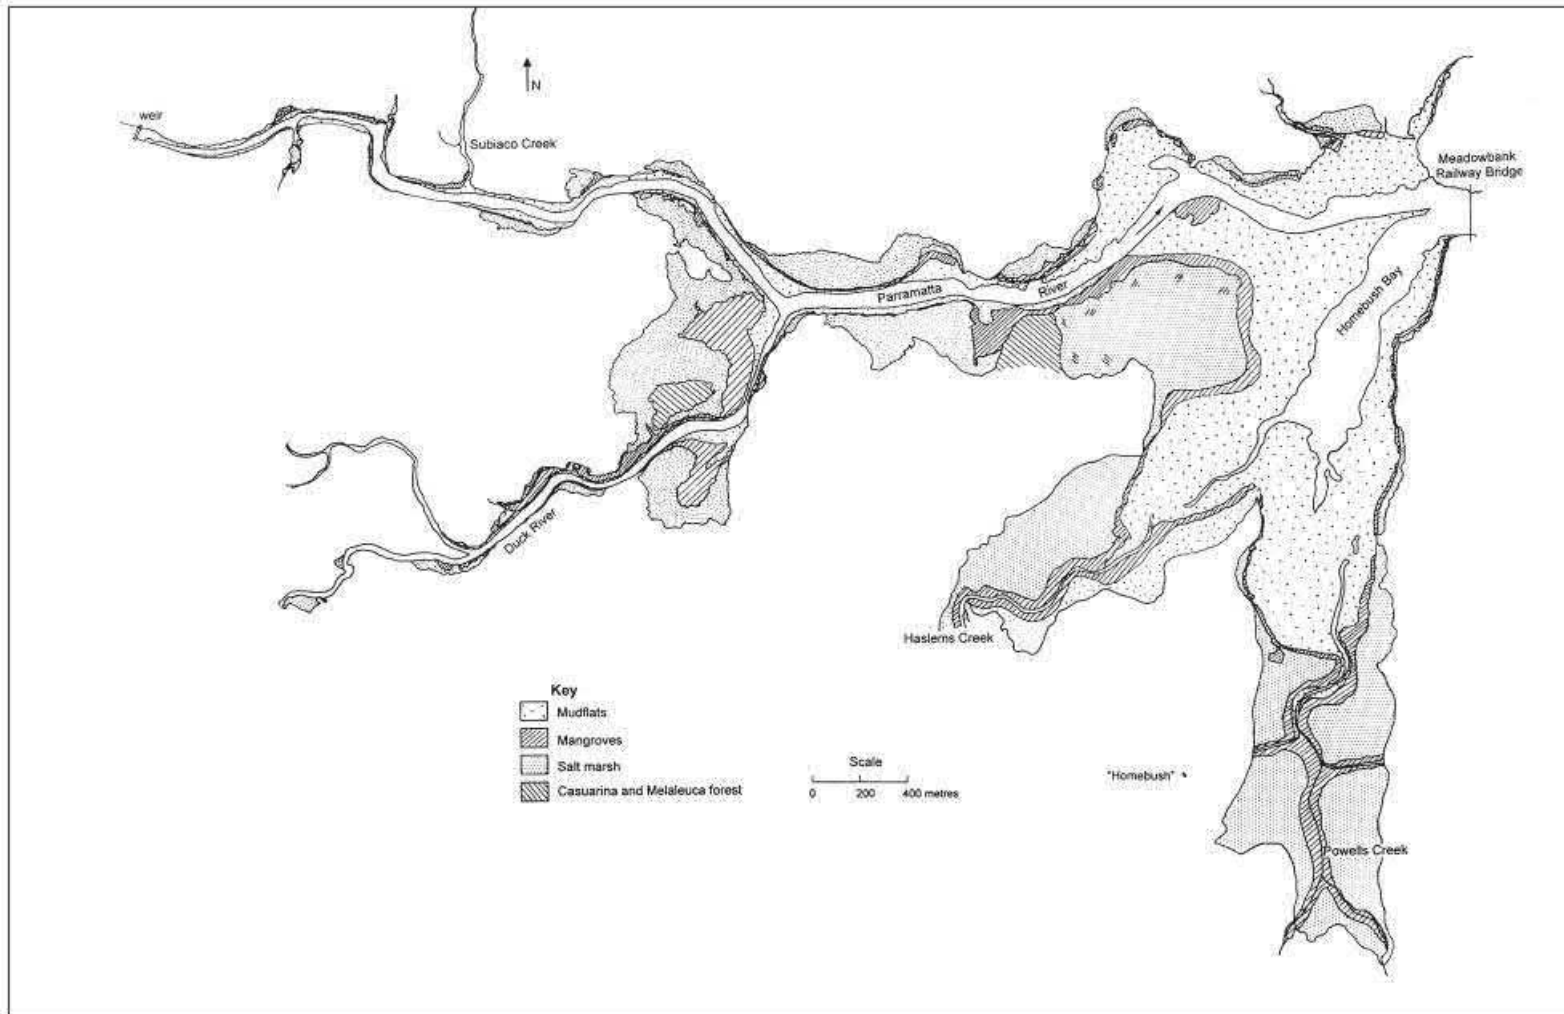 weir
N
Subiaco Creek
Meadowbank
Railway Bridge
Parramatta
River
Homebush Bay
Duck River
Haslems Creek
Key
Mudflats
Mangroves
Salt marsh
Casuarina and Melaleuca forest
Scale
0 200 400 metres
"Homebush"
Powells Creek